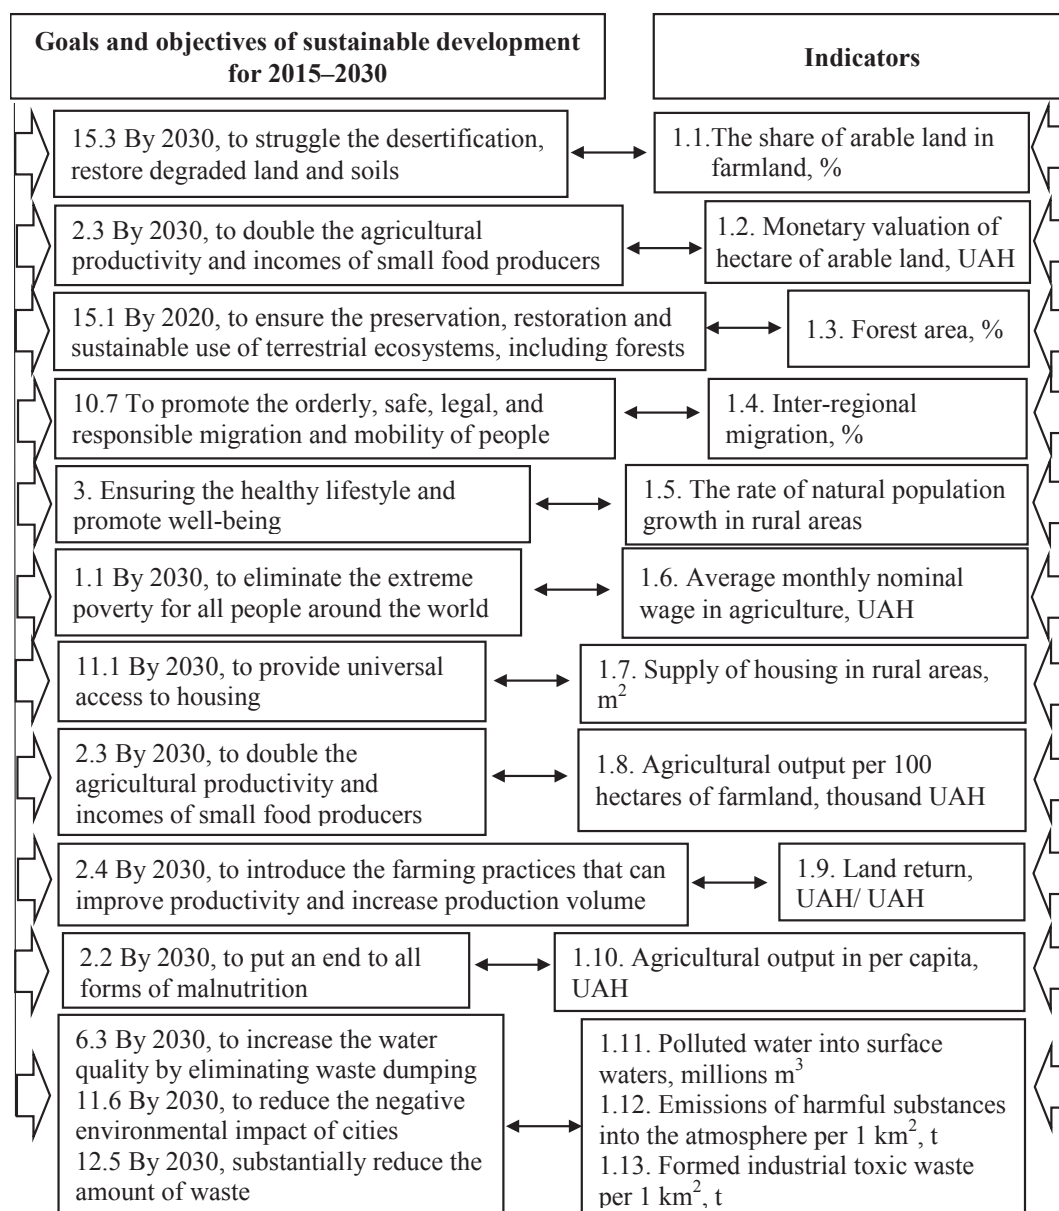 Goals and objectives of sustainable development
for 2015–2030
Indicators
15.3 By 2030, to struggle the desertification,
restore degraded land and soils
1.1.The share of arable land in
farmland, %
2.3 By 2030, to double the agricultural
productivity and incomes of small food producers
1.2. Monetary valuation of
hectare of arable land, UAH
15.1 By 2020, to ensure the preservation, restoration and
sustainable use of terrestrial ecosystems, including forests
1.3. Forest area, %
10.7 To promote the orderly, safe, legal, and
responsible migration and mobility of people
1.4. Inter-regional
migration, %
3. Ensuring the healthy lifestyle and
promote well-being
1.5. The rate of natural population
growth in rural areas
1.1 By 2030, to eliminate the extreme
poverty for all people around the world
1.6. Average monthly nominal
wage in agriculture, UAH
11.1 By 2030, to provide universal
access to housing
1.7. Supply of housing in rural areas,
m²
2.3 By 2030, to double the
agricultural productivity and
incomes of small food producers
1.8. Agricultural output per 100
hectares of farmland, thousand UAH
2.4 By 2030, to introduce the farming practices that can
improve productivity and increase production volume
1.9. Land return,
UAH/ UAH
2.2 By 2030, to put an end to all
forms of malnutrition
1.10. Agricultural output in per capita,
UAH
6.3 By 2030, to increase the water
quality by eliminating waste dumping
11.6 By 2030, to reduce the negative
environmental impact of cities
12.5 By 2030, substantially reduce the
amount of waste
1.11. Polluted water into surface
waters, millions m³
1.12. Emissions of harmful substances
into the atmosphere per 1 km², t
1.13. Formed industrial toxic waste
per 1 km², t